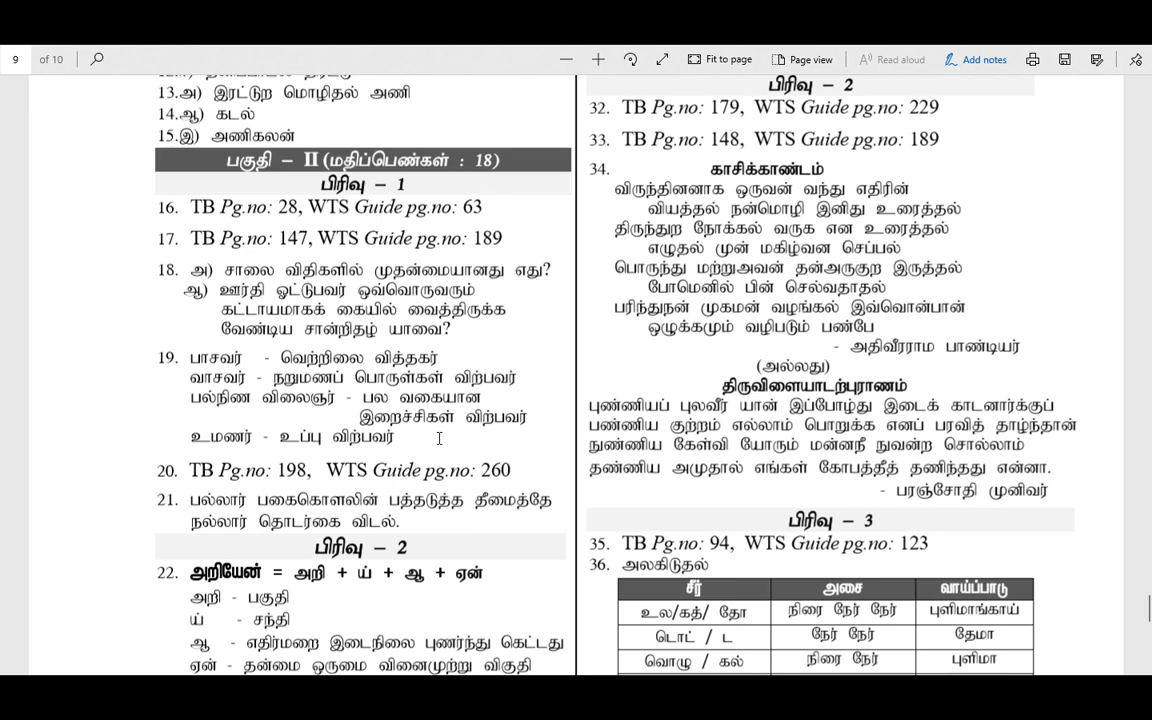 9 of 10
Fit to page
Page view
Read aloud
Add notes
13.அ) இரட்டுற மொழிதல் அணி
14.ஆ) கடல்
15.இ) அணிகலன்
பகுதி – II (மதிப்பெண்கள் : 18)
பிரிவு – 1
16. TB Pg.no: 28, WTS Guide pg.no: 63
17. TB Pg.no: 147, WTS Guide pg.no: 189
18. அ) சாலை விதிகளில் முதன்மையானது எது?
ஆ) ஊர்தி ஓட்டுபவர் ஒவ்வொருவரும்
கட்டாயமாகக் கையில் வைத்திருக்க
வேண்டிய சான்றிதழ் யாவை?
19. பாசவர் - வெற்றிலை வித்தகர்
வாசவர் - நறுமணப் பொருள்கள் விற்பவர்
பல்நிண விலைஞர் - பல வகையான
இறைச்சிகள் விற்பவர்
உமணர் - உப்பு விற்பவர்
20. TB Pg.no: 198, WTS Guide pg.no: 260
21. பல்லார் பகைகொளலின் பத்தடுத்த தீமைத்தே
நல்லார் தொடர்கை விடல்.
பிரிவு – 2
22. அறியேன் = அறி + ய் + ஆ + ஏன்
அறி - பகுதி
ய் - சந்தி
ஆ - எதிர்மறை இடைநிலை புணர்ந்து கெட்டது
ஏன் - தன்மை ஒருமை வினைமுற்று விகுதி
பிரிவு – 2
32. TB Pg.no: 179, WTS Guide pg.no: 229
33. TB Pg.no: 148, WTS Guide pg.no: 189
34. காசிக்காண்டம்
விருந்தினனாக ஒருவன் வந்து எதிரின்
வியத்தல் நன்மொழி இனிது உரைத்தல்
திருந்துற நோக்கல் வருக என உரைத்தல்
எழுதல் முன் மகிழ்வன செப்பல்
பொருந்து மற்றுஅவன் தன்அருகுற இருத்தல்
போமெனில் பின் செல்வதாதல்
பரிந்துநன் முகமன் வழங்கல் இவ்வொன்பான்
ஒழுக்கமும் வழிபடும் பண்பே
- அதிவீரராம பாண்டியர்
(அல்லது)
திருவிளையாடற்புராணம்
புண்ணியப் புலவீர் யான் இப்போழ்து இடைக் காடனார்க்குப்
பண்ணிய குற்றம் எல்லாம் பொறுக்க எனப் பரவித் தாழ்ந்தான்
நுண்ணிய கேள்வி யோரும் மன்னநீ நுவன்ற சொல்லாம்
தண்ணிய அமுதால் எங்கள் கோபத்தீத் தணிந்தது என்னா.
- பரஞ்சோதி முனிவர்
பிரிவு – 3
35. TB Pg.no: 94, WTS Guide pg.no: 123
36. அலகிடுதல்
சீர் அசை வாய்ப்பாடு
உல/கத்/ தோ நிரை நேர் நேர் புளிமாங்காய்
டொட் / ட நேர் நேர் தேமா
வொழு / கல் நிரை நேர் புளிமா